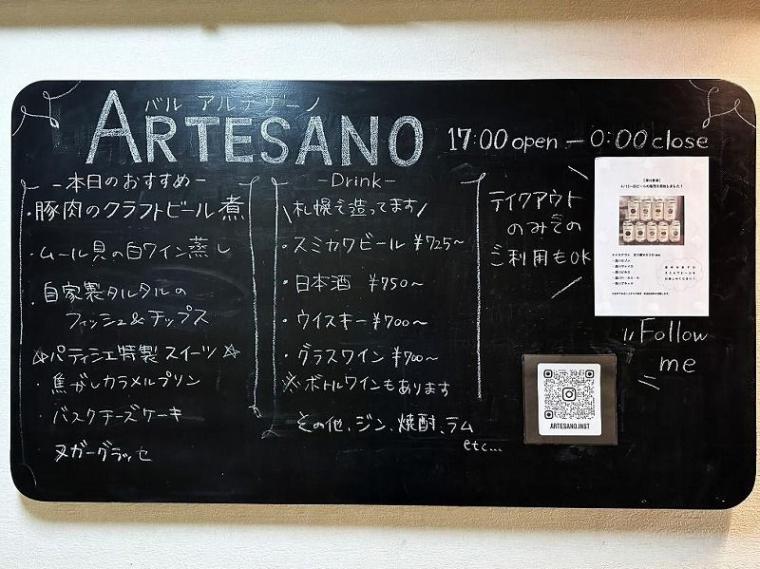 バル アルテザーノ
ARTESANO
17:00 open — 0:00 close
-本日のおすすめ-
・豚肉のクラフトビール煮
・ムール貝の白ワイン蒸し
・自家製タルタルの
フィッシュ&チップス
☆パティシェ特製スイーツ☆
・焦がしカラメルプリン
・バスクチーズケーキ
・ヌガーグラッセ
-Drink-
\札幌で造ってます/
・スミカワビール ¥725~
・日本酒 ¥750~
・ウイスキー ¥700~
・グラスワイン ¥700~
※ボトルワインもあります
その他、ジン、焼酎、ラム
etc...
テイクアウト
のみでの
ご利用もOK
Follow
me
ARTESANO.INST